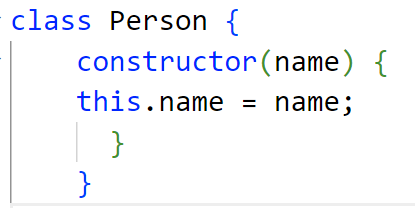 class Person {
    constructor(name) {
    this.name = name;
      }
    }